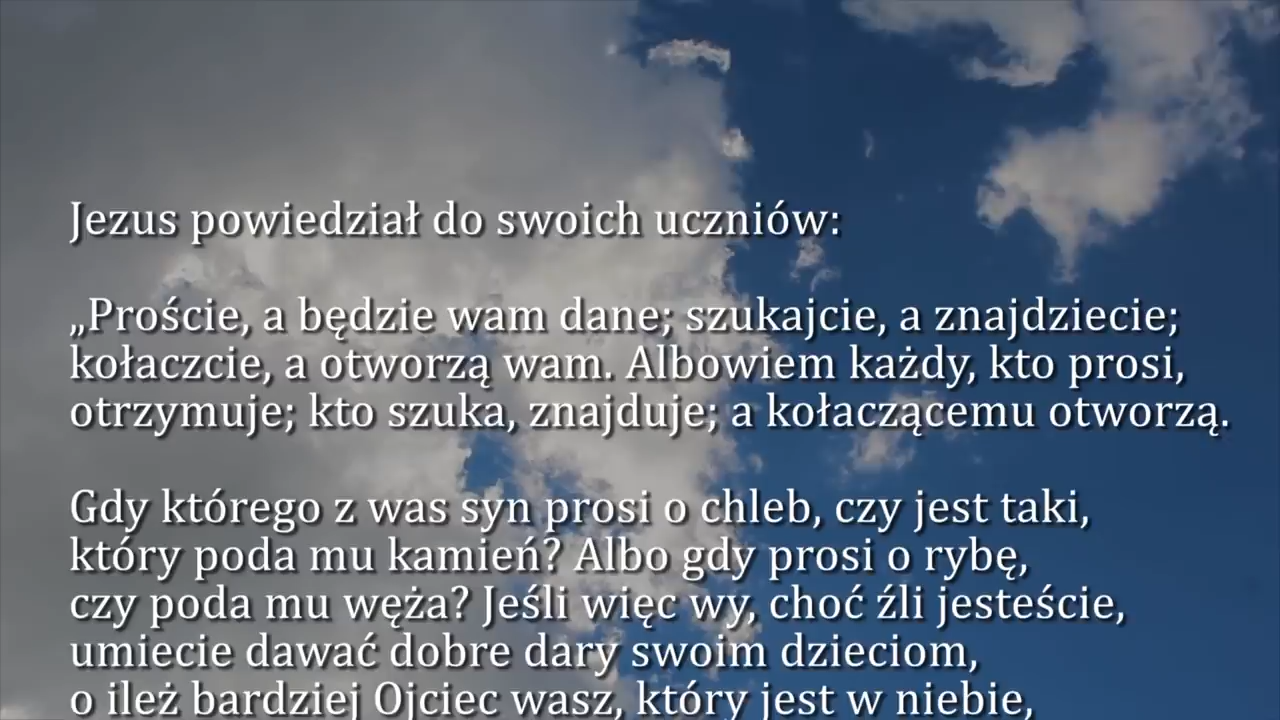 Jezus powiedział do swoich uczniów:
„Proście, a będzie wam dane; szukajcie, a znajdziecie;
kołaczcie, a otworzą wam. Albowiem każdy, kto prosi,
otrzymuje; kto szuka, znajduje; a kołaczącemu otworzą.
Gdy którego z was syn prosi o chleb, czy jest taki,
który poda mu kamień? Albo gdy prosi o rybę,
czy poda mu węża? Jeśli więc wy, choć źli jesteście,
umiecie dawać dobre dary swoim dzieciom,
o ileż bardziej Ojciec wasz, który jest w niebie,